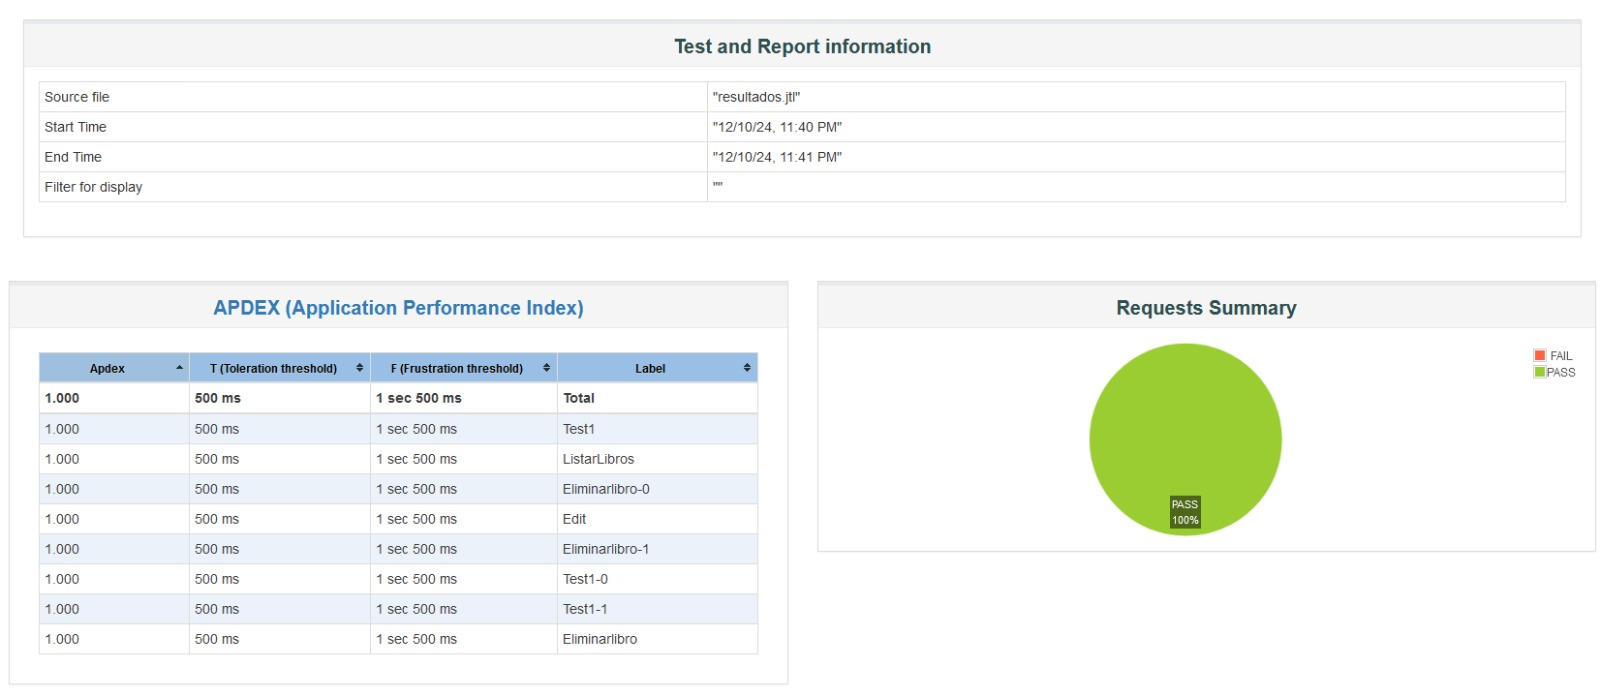 Test and Report information
Source file "resultados.jtl"
Start Time "12/10/24, 11:40 PM"
End Time "12/10/24, 11:41 PM"
Filter for display ""
APDEX (Application Performance Index)
Apdex T (Toleration threshold) F (Frustration threshold) Label
1.000 500 ms 1 sec 500 ms Total
1.000 500 ms 1 sec 500 ms Test1
1.000 500 ms 1 sec 500 ms ListarLibros
1.000 500 ms 1 sec 500 ms Eliminarlibro-0
1.000 500 ms 1 sec 500 ms Edit
1.000 500 ms 1 sec 500 ms Eliminarlibro-1
1.000 500 ms 1 sec 500 ms Test1-0
1.000 500 ms 1 sec 500 ms Test1-1
1.000 500 ms 1 sec 500 ms Eliminarlibro
Requests Summary
FAIL
PASS
PASS
100%